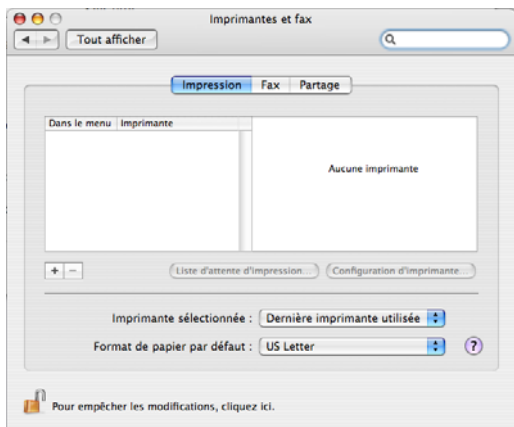 Imprimantes et fax
Tout afficher
Impression Fax Partage
Dans le menu Imprimante
Aucune imprimante
+ -
Liste d'attente d'impression... Configuration d'imprimante...
Imprimante sélectionnée : Dernière imprimante utilisée
Format de papier par défaut : US Letter ?
Pour empêcher les modifications, cliquez ici.